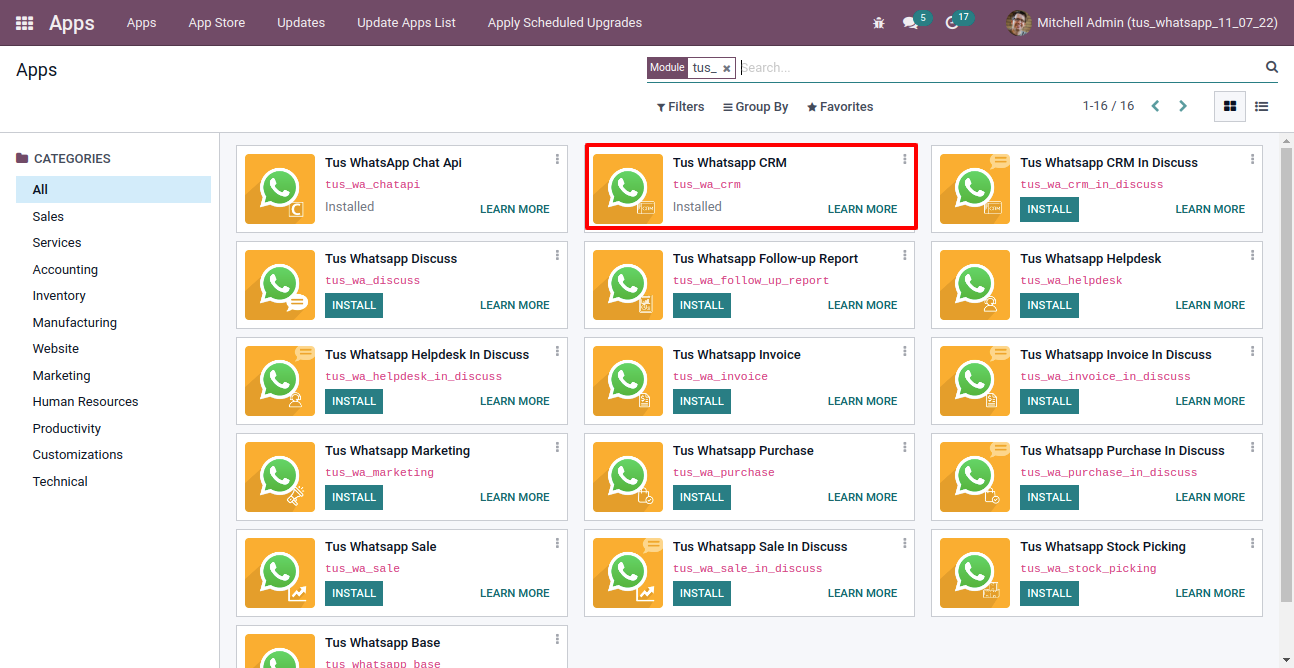 Apps
Apps
App Store
Updates
Update Apps List
Apply Scheduled Upgrades
5
17
Mitchell Admin (tus_whatsapp_11_07_22)
Apps
Module tus_ ×
Search...
Filters
Group By
Favorites
1-16 / 16
CATEGORIES
All
Sales
Services
Accounting
Inventory
Manufacturing
Website
Marketing
Human Resources
Productivity
Customizations
Technical
Tus WhatsApp Chat Api
tus_wa_chatapi
Installed
LEARN MORE
C
Tus Whatsapp CRM
tus_wa_crm
Installed
LEARN MORE
CRM
Tus Whatsapp CRM In Discuss
tus_wa_crm_in_discuss
INSTALL
LEARN MORE
CRM
Tus Whatsapp Discuss
tus_wa_discuss
INSTALL
LEARN MORE
Tus Whatsapp Follow-up Report
tus_wa_follow_up_report
INSTALL
LEARN MORE
Tus Whatsapp Helpdesk
tus_wa_helpdesk
INSTALL
LEARN MORE
Tus Whatsapp Helpdesk In Discuss
tus_wa_helpdesk_in_discuss
INSTALL
LEARN MORE
Tus Whatsapp Invoice
tus_wa_invoice
INSTALL
LEARN MORE
Tus Whatsapp Invoice In Discuss
tus_wa_invoice_in_discuss
INSTALL
LEARN MORE
Tus Whatsapp Marketing
tus_wa_marketing
INSTALL
LEARN MORE
Tus Whatsapp Purchase
tus_wa_purchase
INSTALL
LEARN MORE
Tus Whatsapp Purchase In Discuss
tus_wa_purchase_in_discuss
INSTALL
LEARN MORE
Tus Whatsapp Sale
tus_wa_sale
INSTALL
LEARN MORE
Tus Whatsapp Sale In Discuss
tus_wa_sale_in_discuss
INSTALL
LEARN MORE
Tus Whatsapp Stock Picking
tus_wa_stock_picking
INSTALL
LEARN MORE
Tus Whatsapp Base
tus_whatsapp_base